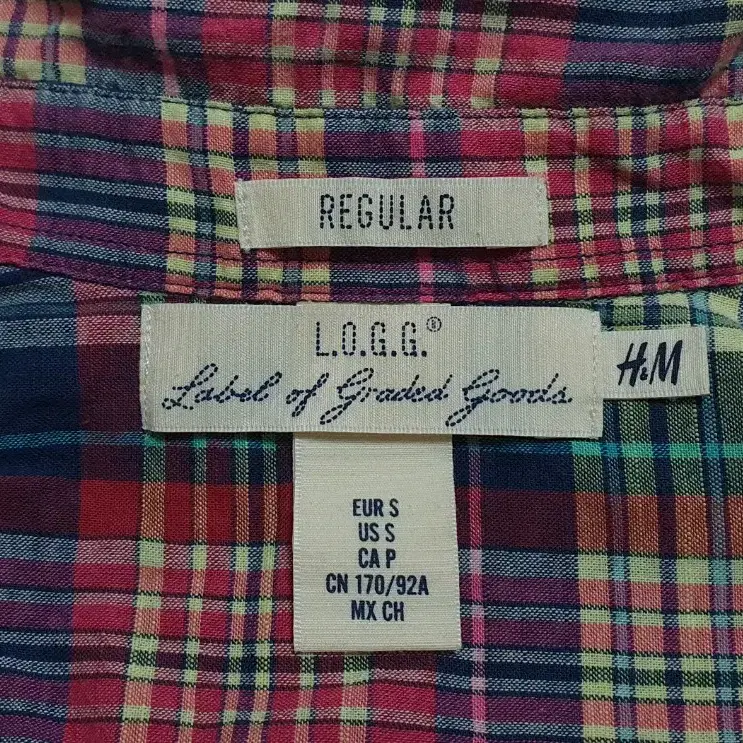 REGULAR
L.O.G.G.®
Label of Graded Goods
H&M
EUR S
US S
CA P
CN 170/92A
MX CH